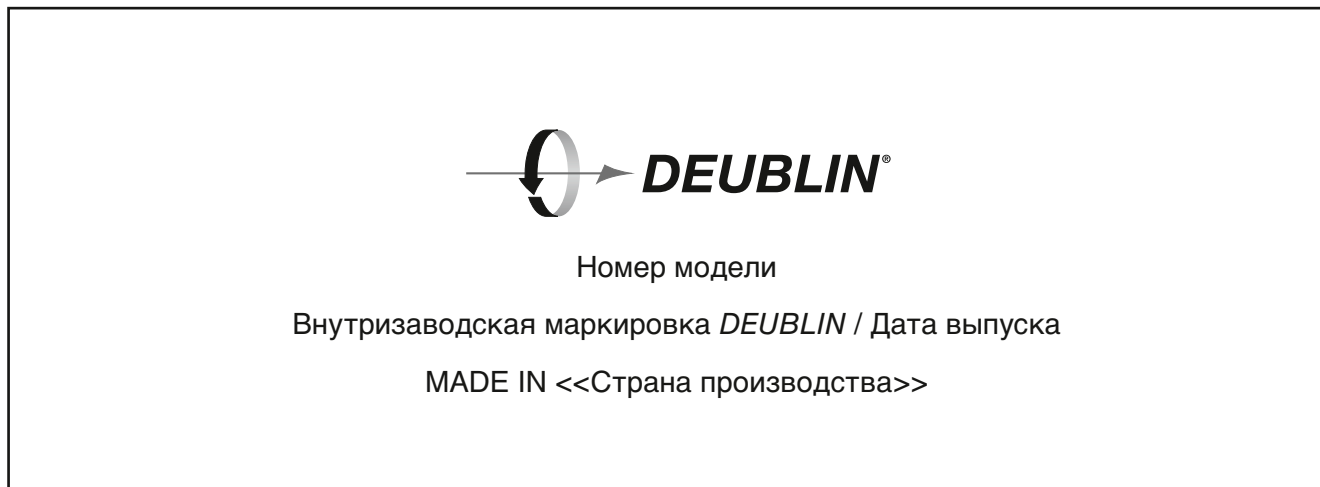 DEUBLIN®
Номер модели
Внутризаводская маркировка DEUBLIN / Дата выпуска
MADE IN <<Страна производства>>